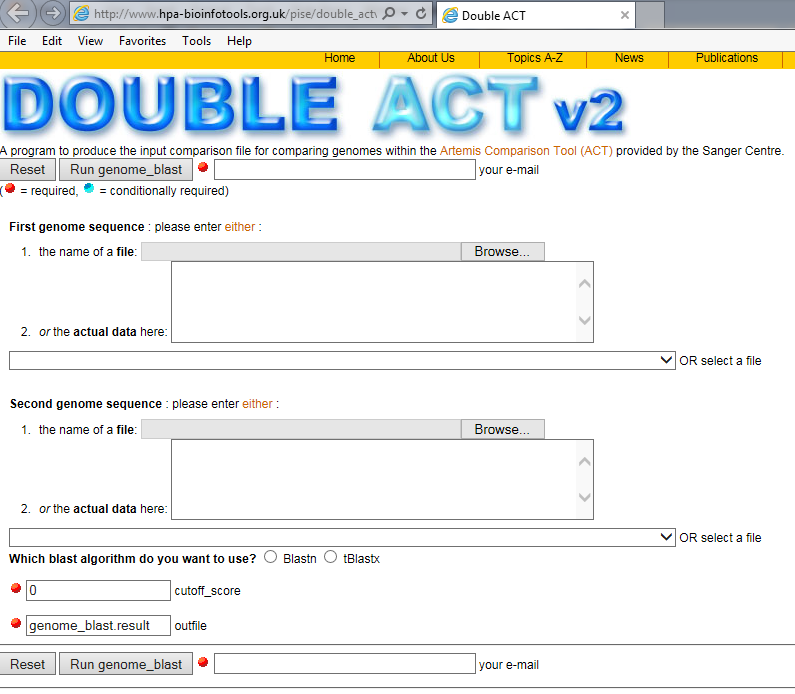 http://www.hpa-bioinfotools.org.uk/pise/double_act
Double ACT
File Edit View Favorites Tools Help
Home About Us Topics A-Z News Publications
DOUBLE ACT v2
A program to produce the input comparison file for comparing genomes within the Artemis Comparison Tool (ACT) provided by the Sanger Centre.
Reset Run genome_blast your e-mail
( = required, = conditionally required)
First genome sequence : please enter either :
1. the name of a file: Browse...
2. or the actual data here:
OR select a file
Second genome sequence : please enter either :
1. the name of a file: Browse...
2. or the actual data here:
OR select a file
Which blast algorithm do you want to use? Blastn tBlastx
0 cutoff_score
genome_blast.result outfile
Reset Run genome_blast your e-mail